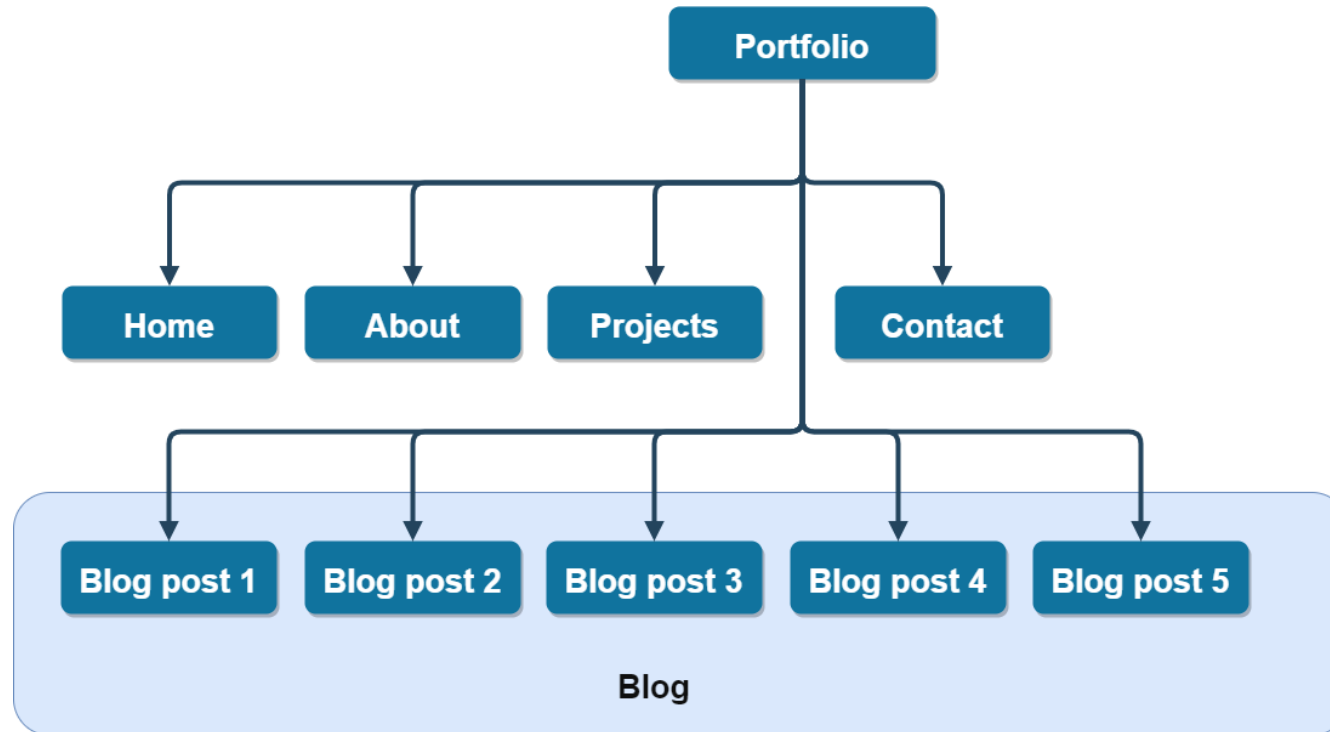 Portfolio
Home
About
Projects
Contact
Blog post 1
Blog post 2
Blog post 3
Blog post 4
Blog post 5
Blog